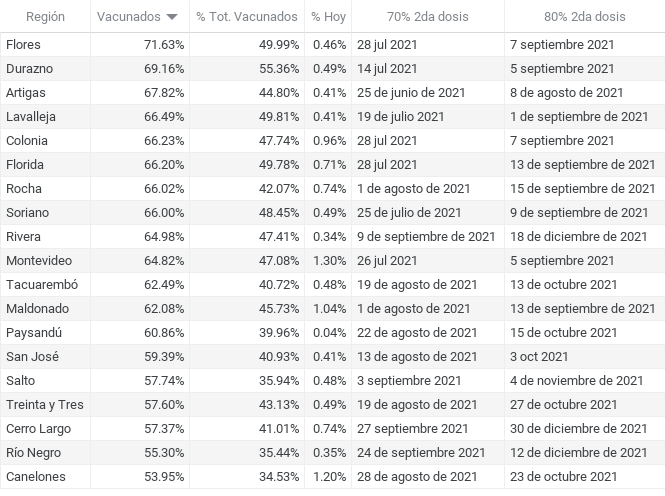 Región Vacunados % Tot. Vacunados % Hoy 70% 2da dosis 80% 2da dosis
Flores 71.63% 49.99% 0.46% 28 jul 2021 7 septiembre 2021
Durazno 69.16% 55.36% 0.49% 14 jul 2021 5 septiembre 2021
Artigas 67.82% 44.80% 0.41% 25 de junio de 2021 8 de agosto de 2021
Lavalleja 66.49% 49.81% 0.41% 19 de julio 2021 1 de septiembre de 2021
Colonia 66.23% 47.74% 0.96% 28 jul 2021 7 septiembre 2021
Florida 66.20% 49.78% 0.71% 28 jul 2021 13 de septiembre de 2021
Rocha 66.02% 42.07% 0.74% 1 de agosto de 2021 15 de septiembre de 2021
Soriano 66.00% 48.45% 0.49% 25 de julio de 2021 9 de septiembre de 2021
Rivera 64.98% 47.41% 0.34% 9 de septiembre de 2021 18 de diciembre de 2021
Montevideo 64.82% 47.08% 1.30% 26 jul 2021 5 septiembre 2021
Tacuarembó 62.49% 40.72% 0.48% 19 de agosto de 2021 13 de octubre 2021
Maldonado 62.08% 45.73% 1.04% 1 de agosto de 2021 13 de septiembre de 2021
Paysandú 60.86% 39.96% 0.04% 22 de agosto de 2021 15 de octubre 2021
San José 59.39% 40.93% 0.41% 13 de agosto de 2021 3 oct 2021
Salto 57.74% 35.94% 0.48% 3 septiembre 2021 4 de noviembre de 2021
Treinta y Tres 57.60% 43.13% 0.49% 19 de agosto de 2021 27 de octubre 2021
Cerro Largo 57.37% 41.01% 0.74% 27 septiembre 2021 30 de diciembre de 2021
Río Negro 55.30% 35.44% 0.35% 24 de septiembre de 2021 12 de diciembre de 2021
Canelones 53.95% 34.53% 1.20% 28 de agosto de 2021 23 de octubre de 2021